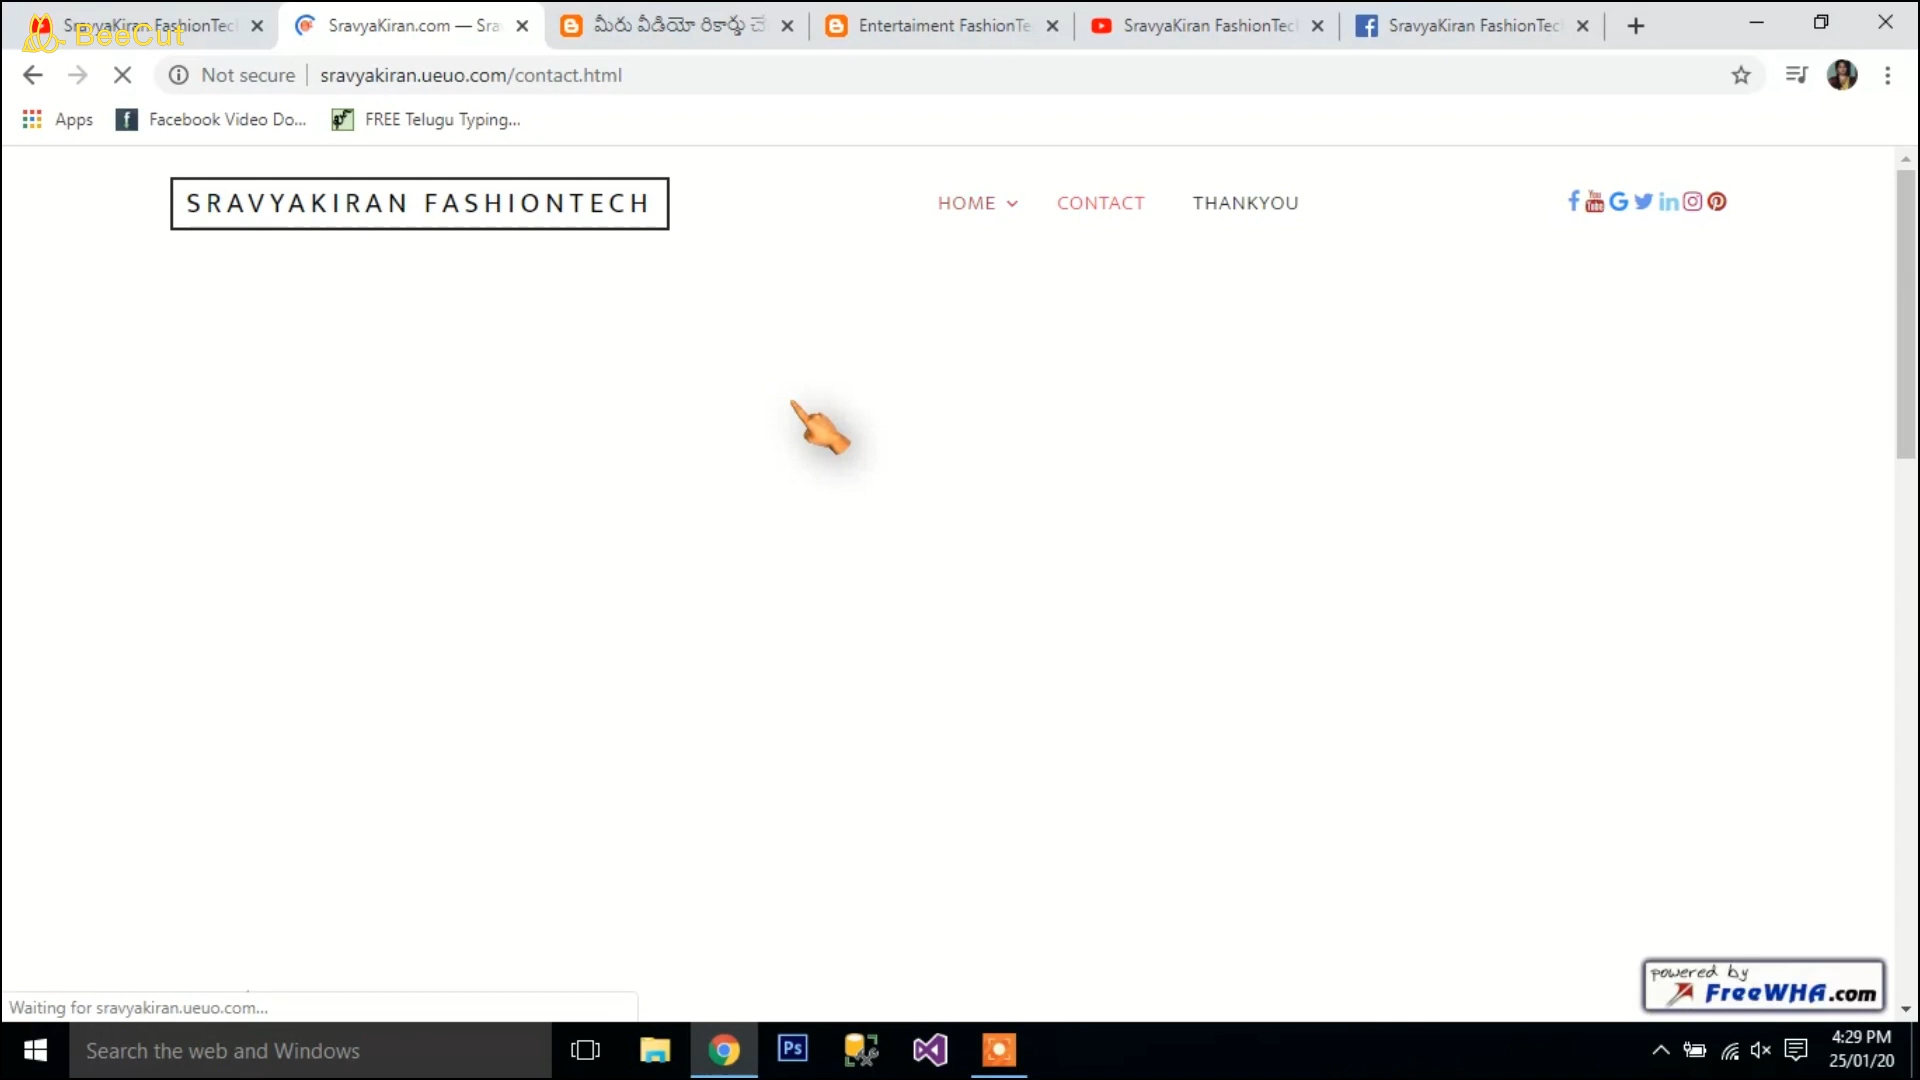 SravyaKiran FashionTec
BeeCut
SravyaKiran.com — Sra
మీరు వీడియో రికార్డు చే
Entertaiment FashionTe
SravyaKiran FashionTec
SravyaKiran FashionTec
Not secure
sravyakiran.ueuo.com/contact.html
Apps
Facebook Video Do...
FREE Telugu Typing...
SRAVYAKIRAN FASHIONTECH
HOME
CONTACT
THANKYOU
powered by
FreeWHA.com
Waiting for sravyakiran.ueuo.com...
Search the web and Windows
Ps
4:29 PM
25/01/20